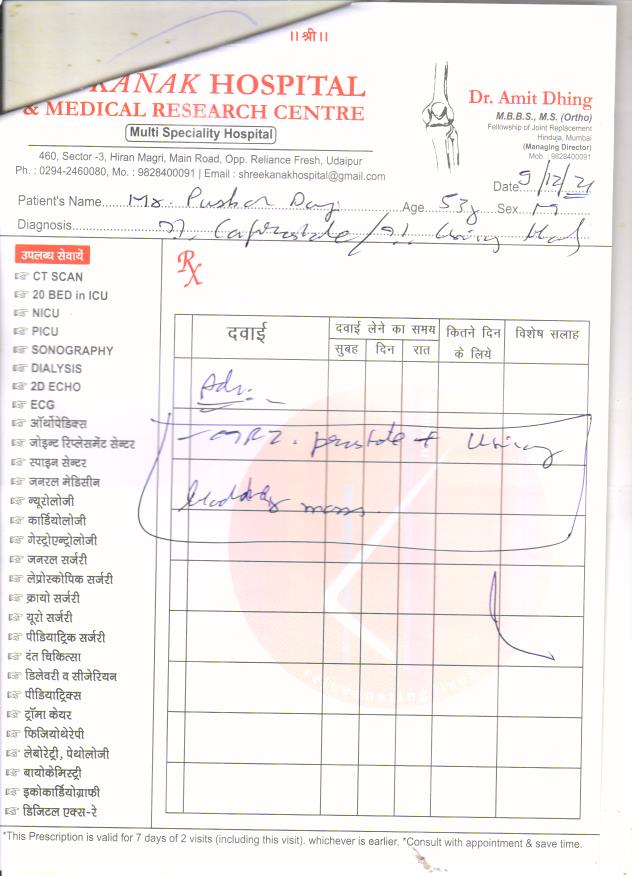 ॥श्री॥
KANAK HOSPITAL
& MEDICAL RESEARCH CENTRE
Multi Speciality Hospital
460, Sector -3, Hiran Magri, Main Road, Opp. Reliance Fresh, Udaipur
Ph. : 0294-2460080, Mo. : 9828400091 | Email : shreekanakhospital@gmail.com
Dr. Amit Dhing
M.B.B.S., M.S. (Ortho)
Fellowship of Joint Replacement
Hinduja, Mumbai
(Managing Director)
Mob. : 9828400091
Date 9/12/21
Patient's Name Mr. Age 53y Sex M
Diagnosis
उपलब्ध सेवायें
CT SCAN
20 BED in ICU
NICU
PICU
SONOGRAPHY
DIALYSIS
2D ECHO
ECG
ऑर्थोपेडिक्स
जोइन्ट रिप्लेसमेंट सेन्टर
स्पाइन सेन्टर
जनरल मेडिसीन
न्यूरोलोजी
कार्डियोलोजी
गेस्ट्रोएन्ट्रोलोजी
जनरल सर्जरी
लेप्रोस्कोपिक सर्जरी
क्रायो सर्जरी
यूरो सर्जरी
पीडियाट्रिक सर्जरी
दंत चिकित्सा
डिलेवरी व सीजेरियन
पीडियाट्रिक्स
ट्रॉमा केयर
फिजियोथेरेपी
लेबोरेट्री, पेथोलोजी
बायोकेमिस्ट्री
इकोकार्डियोग्राफी
डिजिटल एक्स-रे
Rx
दवाई दवाई लेने का समय कितने दिन के लिये विशेष सलाह
सुबह दिन रात
Adv.
- MRI. prostate +
mass
rejuvenating lives
*This Prescription is valid for 7 days of 2 visits (including this visit). whichever is earlier. *Consult with appointment & save time.